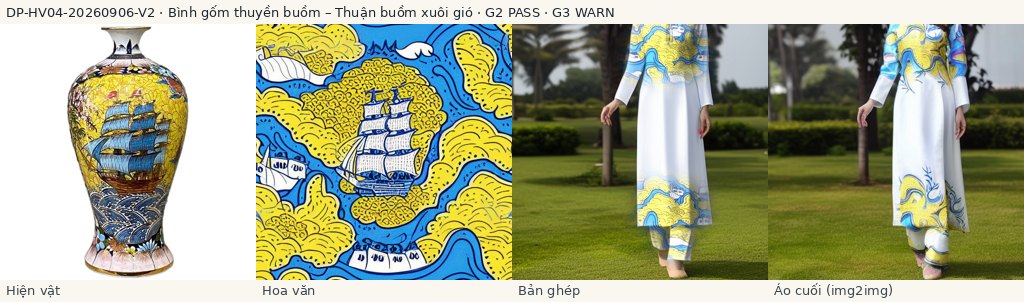 DP-HV04-20260906-V2 · Bình gốm thuyền buồm – Thuận buồm xuôi gió · G2 PASS · G3 WARN
Hiện vật
Hoa văn
Bản ghép
Áo cuối (img2img)